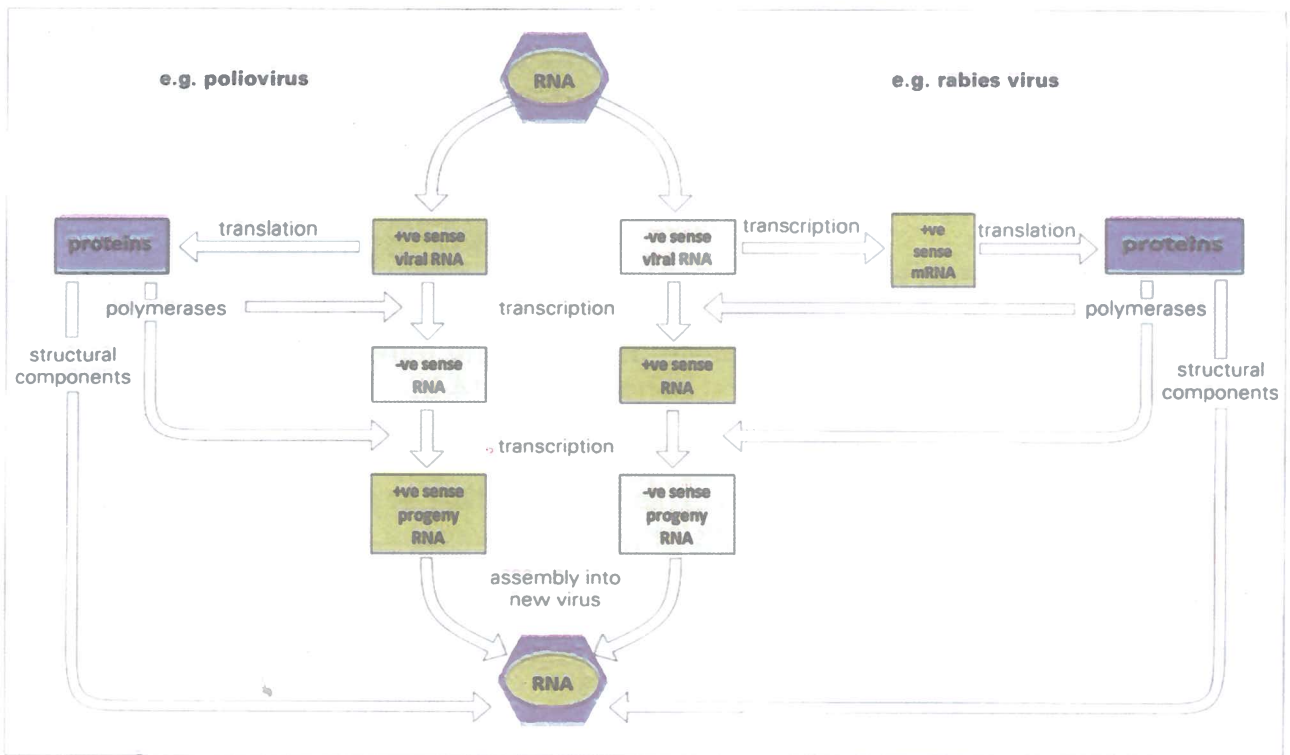 e.g. poliovirus
RNA
e.g. rabies virus
proteins
translation
+ve sense
viral RNA
-ve sense
viral RNA
transcription
+ve
sense
mRNA
translation
proteins
polymerases
transcription
polymerases
structural
components
-ve sense
RNA
+ve sense
RNA
structural
components
transcription
+ve sense
progeny
RNA
-ve sense
progeny
RNA
assembly into
new virus
RNA